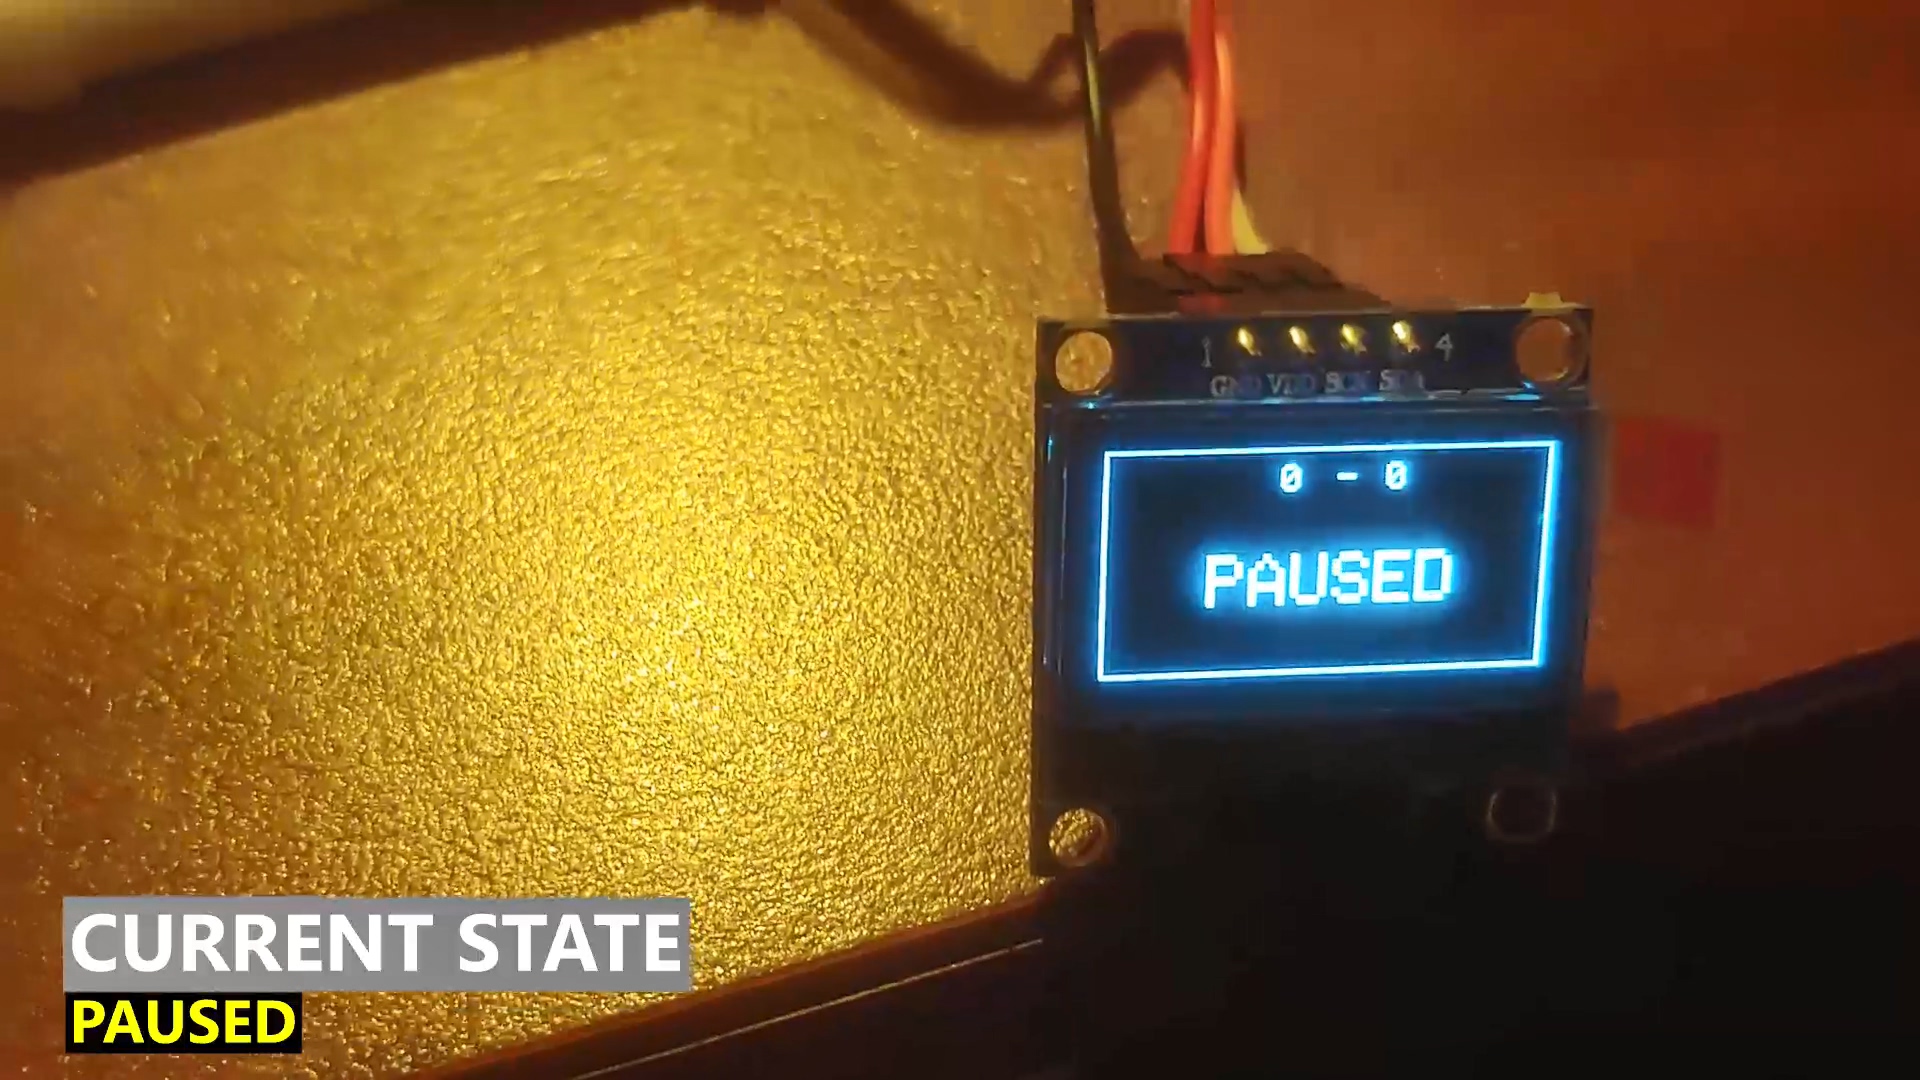 1 4
GND VDD SCK SDA
0 - 0
PAUSED
CURRENT STATE
PAUSED